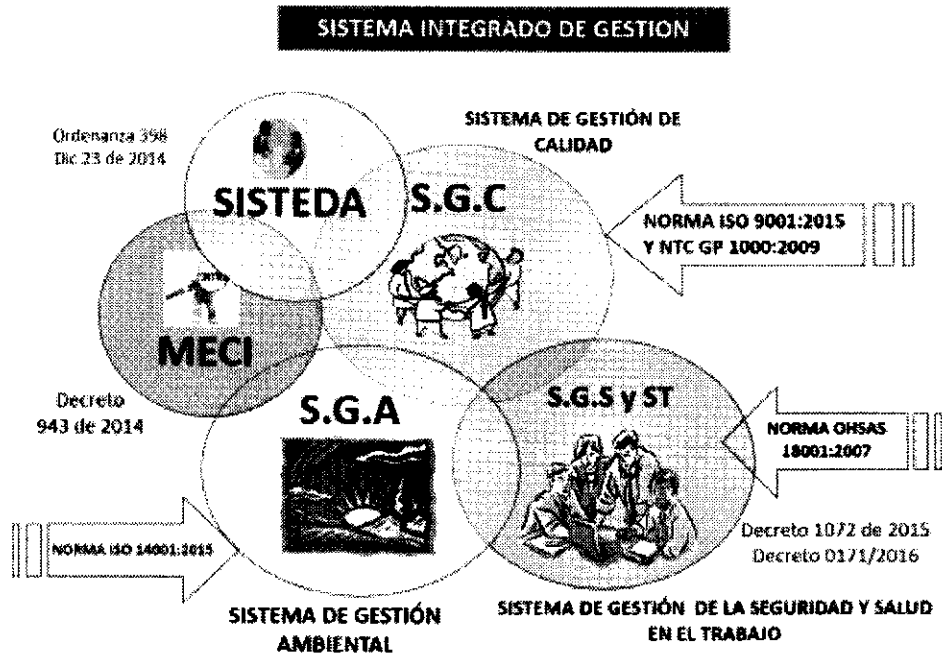 SISTEMA INTEGRADO DE GESTION
Ordenanza 398
Dic 23 de 2014
SISTEDA
SISTEMA DE GESTIÓN DE
CALIDAD
S.G.C
NORMA ISO 9001:2015
Y NTC GP 1000:2009
MECI
Decreto
943 de 2014
S.G.A
S.G.S y ST
NORMA OHSAS
18001:2007
NORMA ISO 14001:2015
Decreto 1072 de 2015
Decreto 0171/2016
SISTEMA DE GESTIÓN
AMBIENTAL
SISTEMA DE GESTIÓN DE LA SEGURIDAD Y SALUD
EN EL TRABAJO